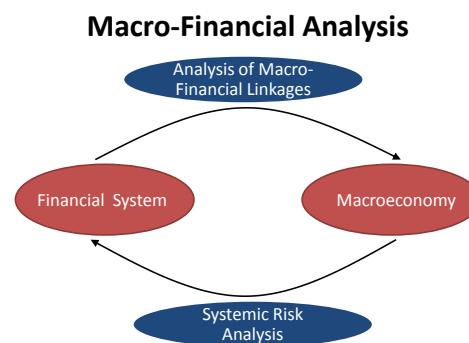 Macro-Financial Analysis
Analysis of Macro-
Financial Linkages
Financial System
Macroeconomy
Systemic Risk
Analysis